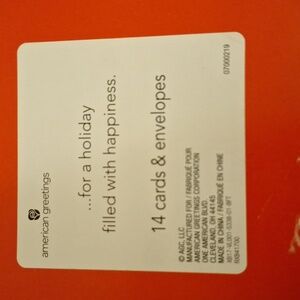 american greetings
...for a holiday
filled with happiness.
14 cards & envelopes
© AGC, LLC
MANUFACTURED FOR / FABRIQUÉ POUR
AMERICAN GREETINGS CORPORATION
ONE AMERICAN BLVD.
CLEVELAND, OH 44145
MADE IN CHINA / FABRIQUÉ EN CHINE
07000219